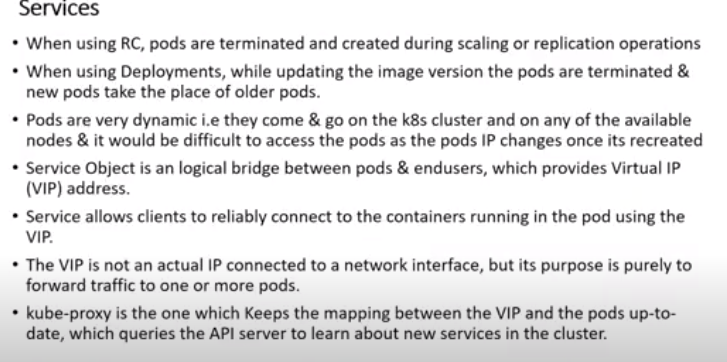 Services
• When using RC, pods are terminated and created during scaling or replication operations
• When using Deployments, while updating the image version the pods are terminated &
new pods take the place of older pods.
• Pods are very dynamic i.e they come & go on the k8s cluster and on any of the available
nodes & it would be difficult to access the pods as the pods IP changes once its recreated
• Service Object is an logical bridge between pods & endusers, which provides Virtual IP
(VIP) address.
• Service allows clients to reliably connect to the containers running in the pod using the
VIP.
• The VIP is not an actual IP connected to a network interface, but its purpose is purely to
forward traffic to one or more pods.
• kube-proxy is the one which Keeps the mapping between the VIP and the pods up-to-
date, which queries the API server to learn about new services in the cluster.